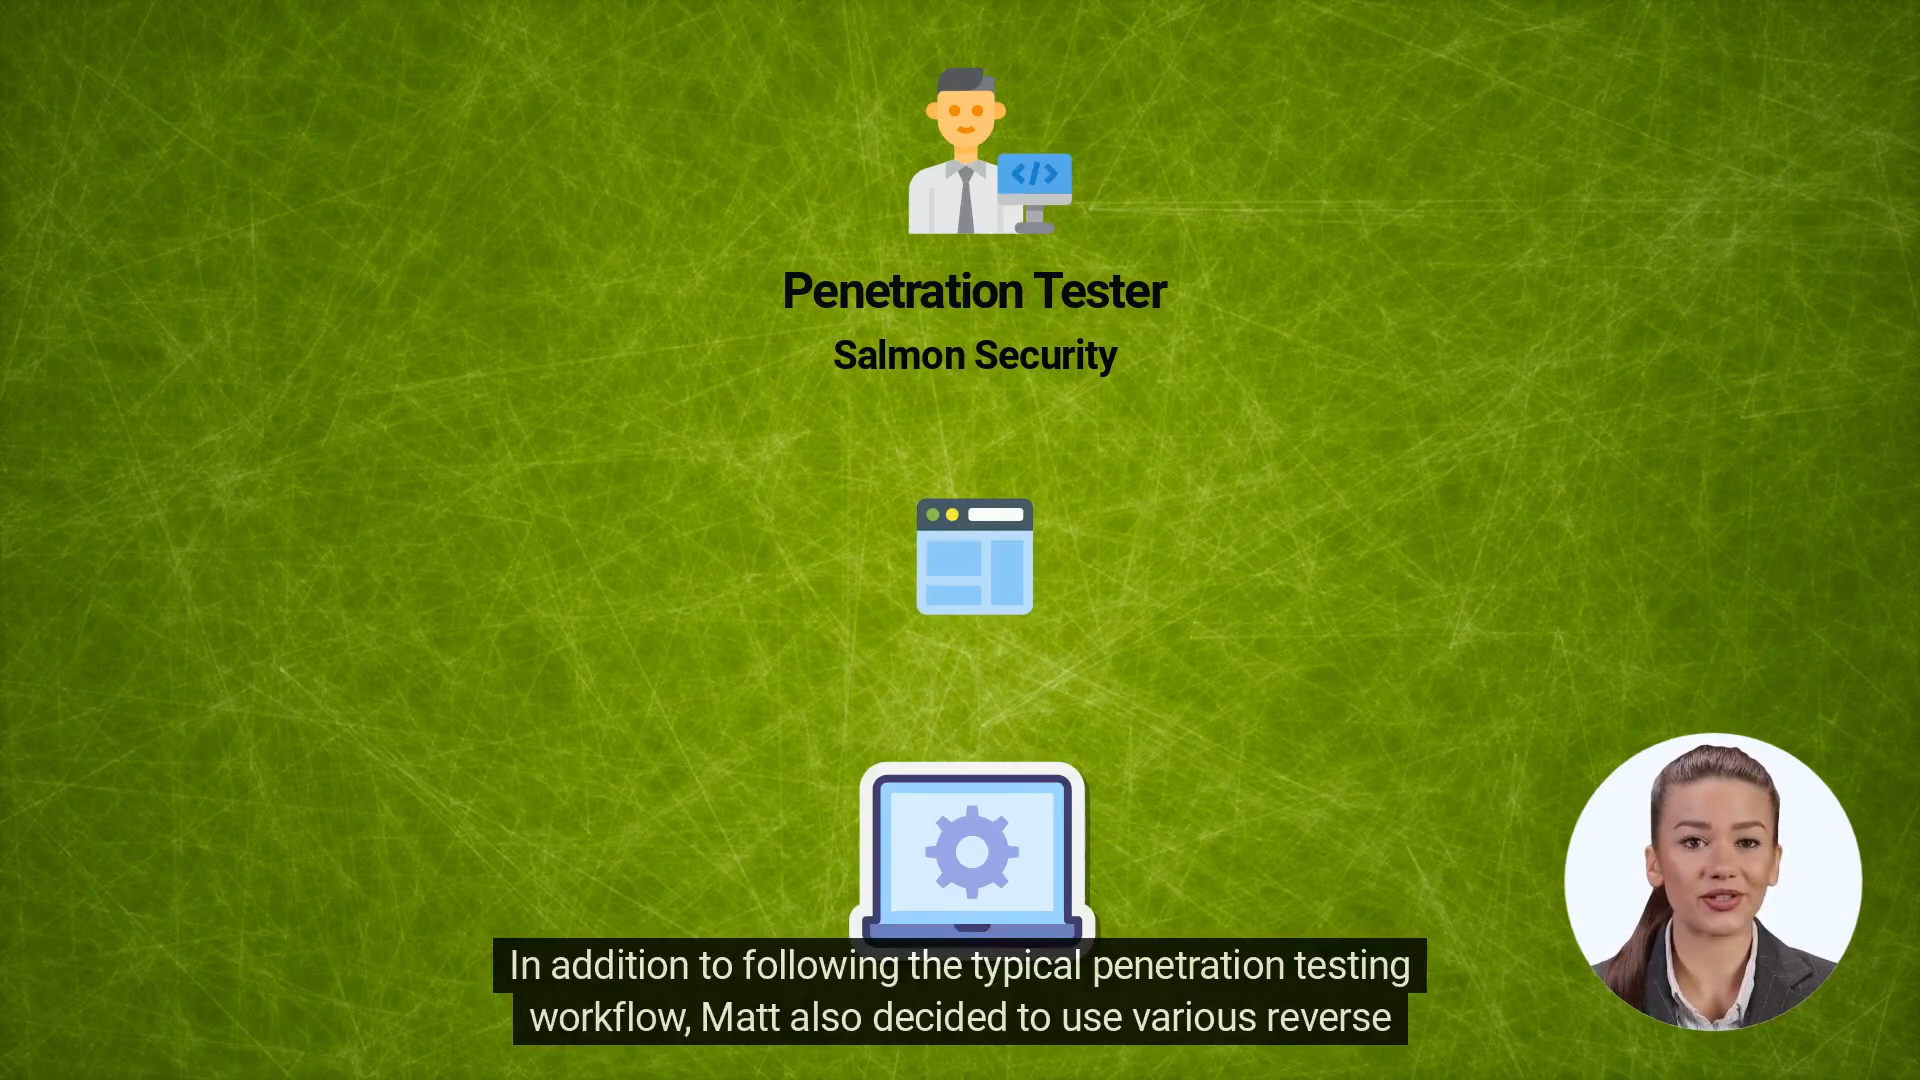 </>
Penetration Tester
Salmon Security
In addition to following the typical penetration testing
workflow, Matt also decided to use various reverse